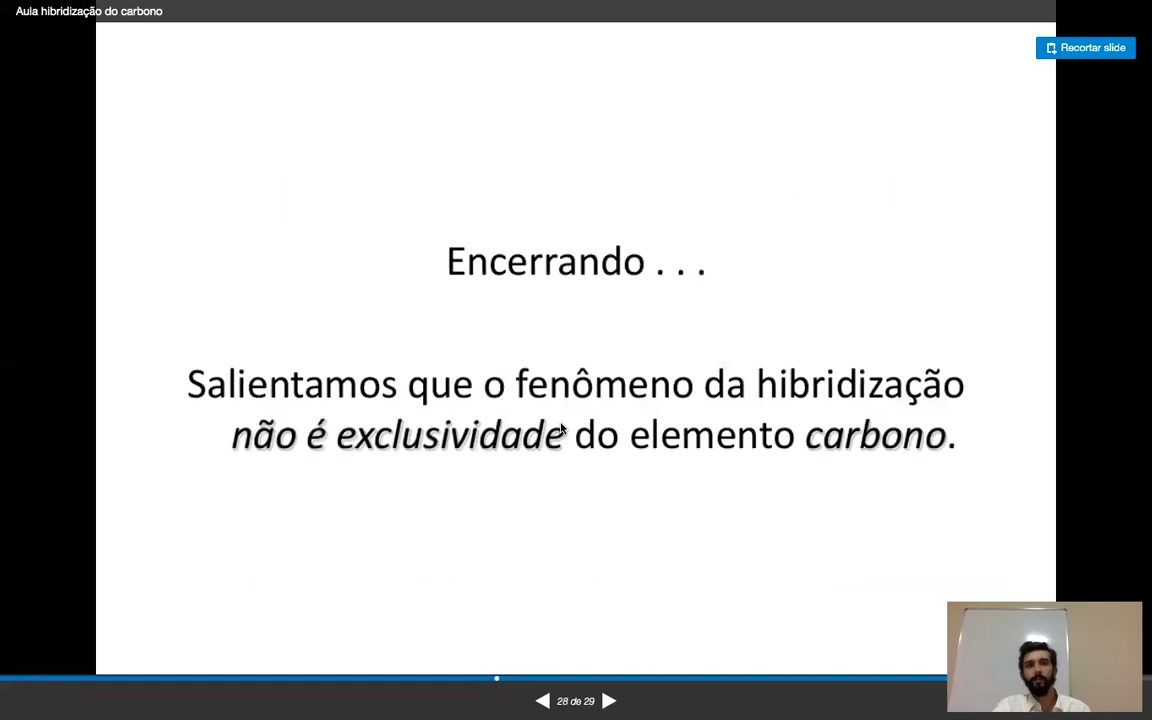 Aula hibridização do carbono
Recortar slide
Encerrando . . .
Salientamos que o fenômeno da hibridização
não é exclusividade do elemento carbono.
28 de 29